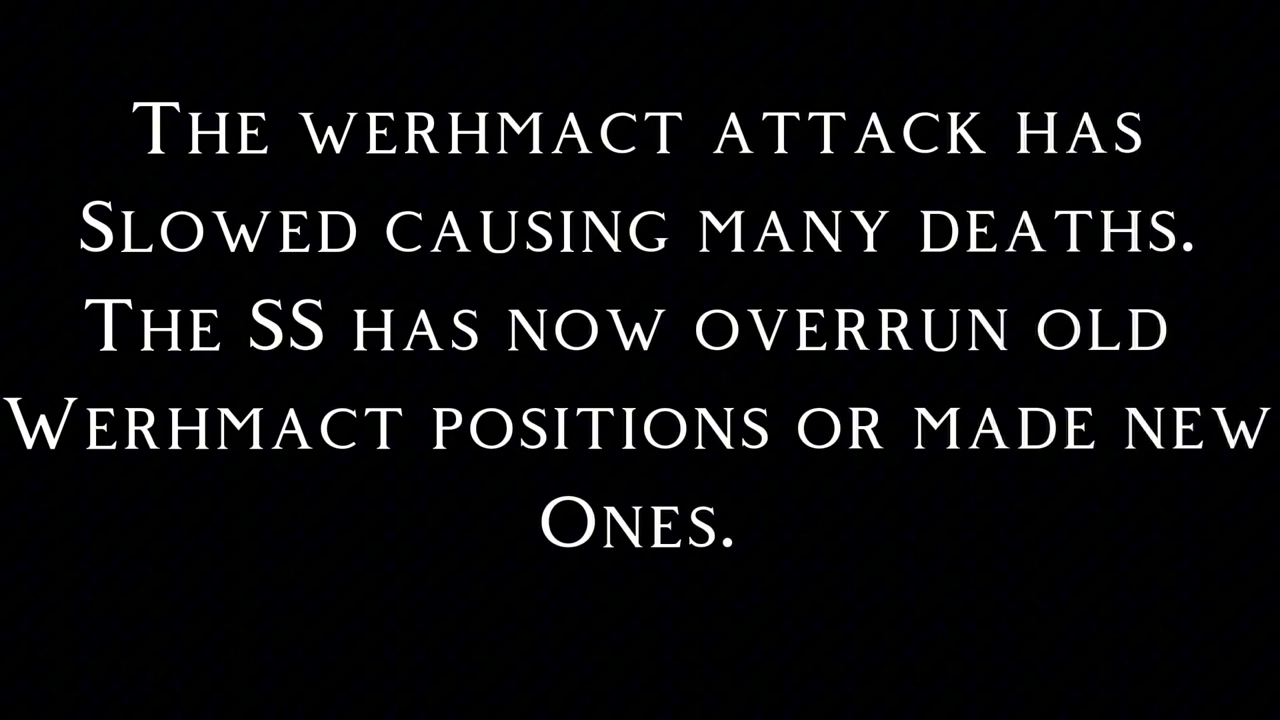 The werhmact attack has
Slowed causing many deaths.
The SS has now overrun old
Werhmact positions or made new
Ones.